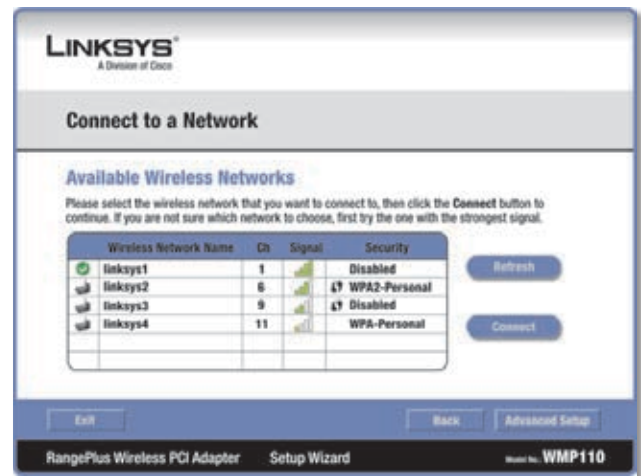 LINKSYS®
A Division of Cisco
Connect to a Network
Available Wireless Networks
Please select the wireless network that you want to connect to, then click the Connect button to
continue. If you are not sure which network to choose, first try the one with the strongest signal.
Wireless Network Name Ch Signal Security
linksys1 1 Disabled
linksys2 6 WPA2-Personal
linksys3 9 Disabled
linksys4 11 WPA-Personal
Refresh
Connect
Exit Back Advanced Setup
RangePlus Wireless PCI Adapter Setup Wizard Model No. WMP110